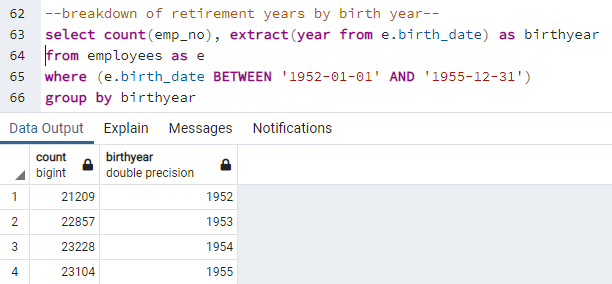 62 --breakdown of retirement years by birth year--
63 select count(emp_no), extract(year from e.birth_date) as birthyear
64 from employees as e
65 where (e.birth_date BETWEEN '1952-01-01' AND '1955-12-31')
66 group by birthyear
Data Output Explain Messages Notifications
count birthyear
bigint double precision
1 21209 1952
2 22857 1953
3 23228 1954
4 23104 1955